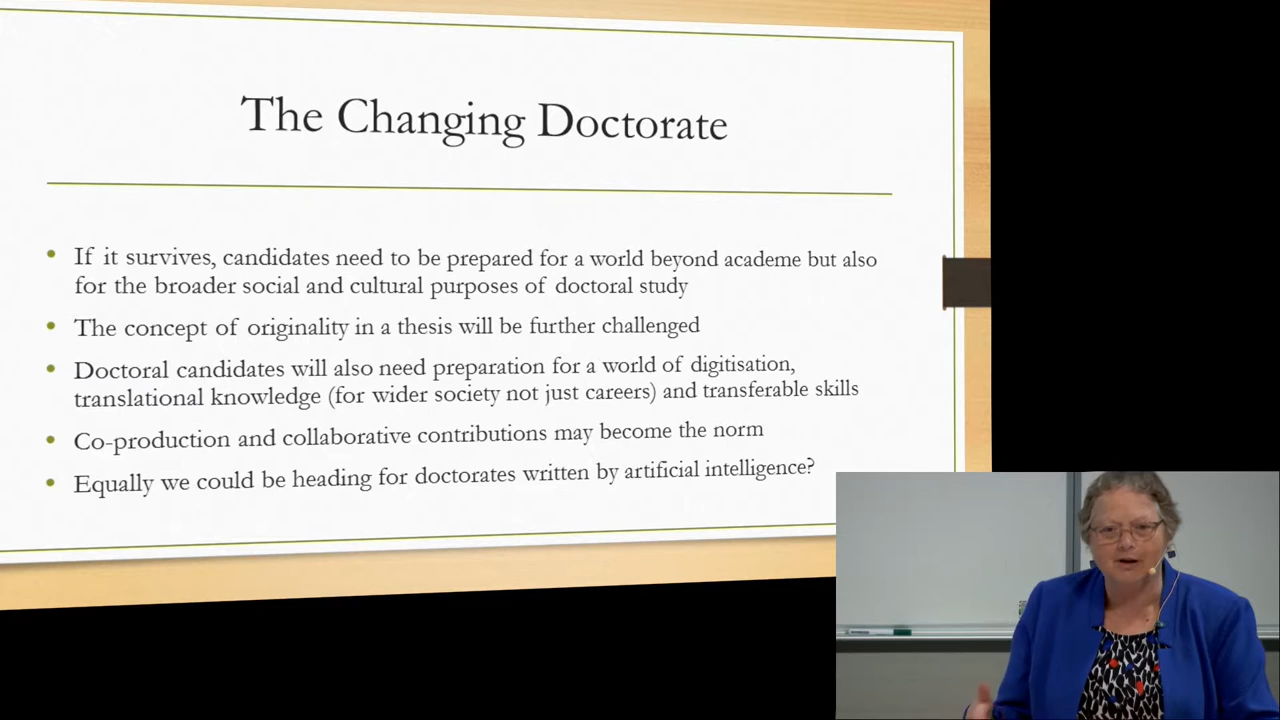 The Changing Doctorate
• If it survives, candidates need to be prepared for a world beyond academe but also
for the broader social and cultural purposes of doctoral study
• The concept of originality in a thesis will be further challenged
• Doctoral candidates will also need preparation for a world of digitisation,
translational knowledge (for wider society not just careers) and transferable skills
• Co-production and collaborative contributions may become the norm
• Equally we could be heading for doctorates written by artificial intelligence?